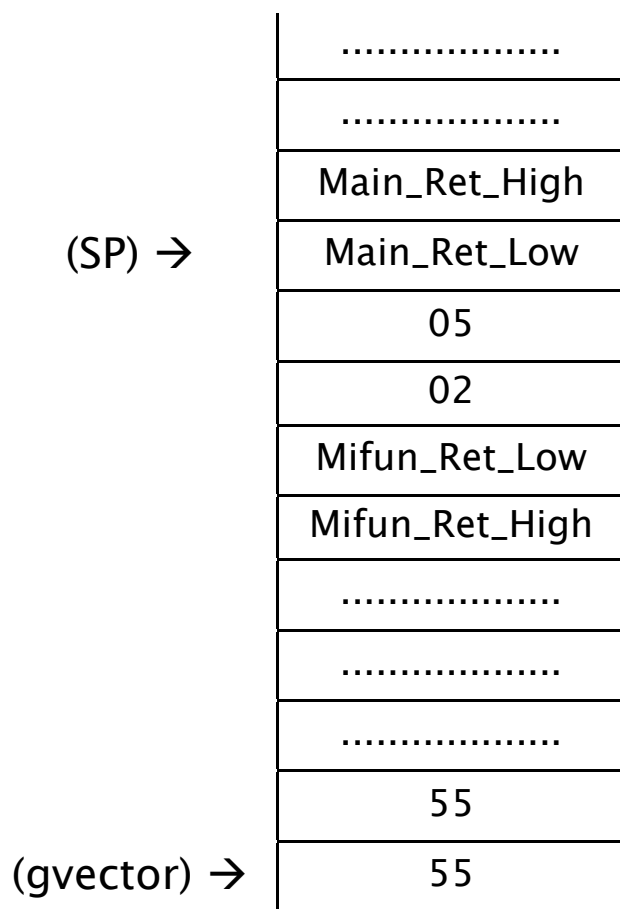 ...................
...................
Main_Ret_High
(SP) → Main_Ret_Low
05
02
Mifun_Ret_Low
Mifun_Ret_High
...................
...................
...................
55
(gvector) → 55